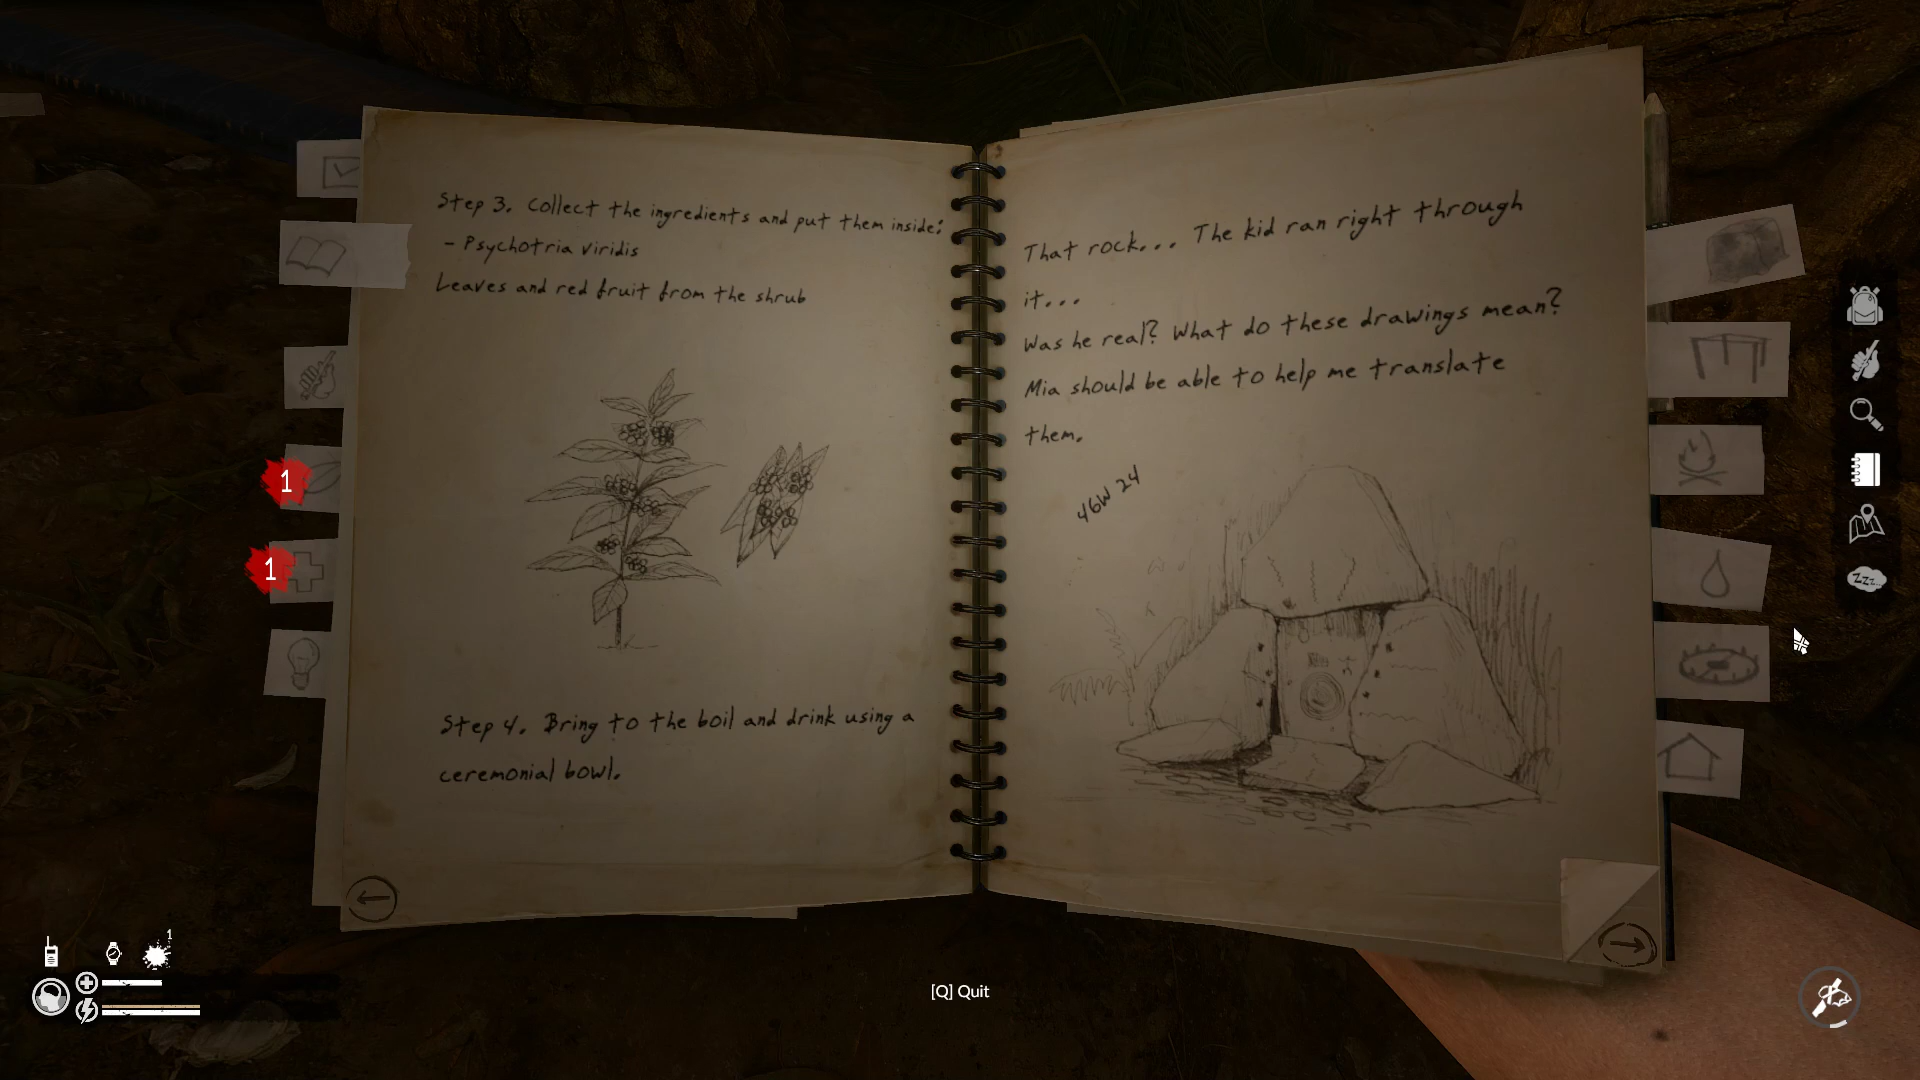 Step 3. Collect the ingredients and put them inside:
- Psychotria viridis
Leaves and red fruit from the shrub
Step 4. Bring to the boil and drink using a
ceremonial bowl.
That rock... The kid ran right through
it...
Was he real? What do these drawings mean?
Mia should be able to help me translate
them.
46W 24
1
1
Zzz..
1
[Q] Quit